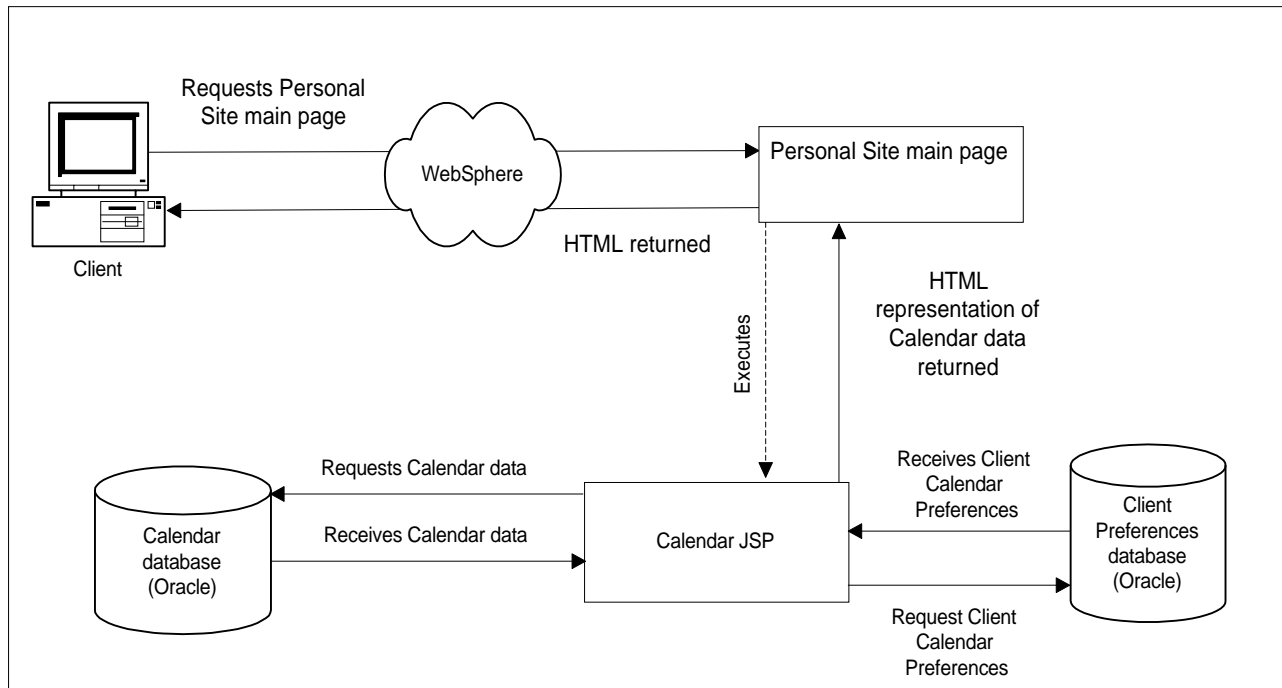 Requests Personal
Site main page
WebSphere
Personal Site main page
HTML returned
Client
Executes
HTML
representation of
Calendar data
returned
Requests Calendar data
Receives Calendar data
Calendar
database
(Oracle)
Calendar JSP
Receives Client
Calendar
Preferences
Client
Preferences
database
(Oracle)
Request Client
Calendar
Preferences